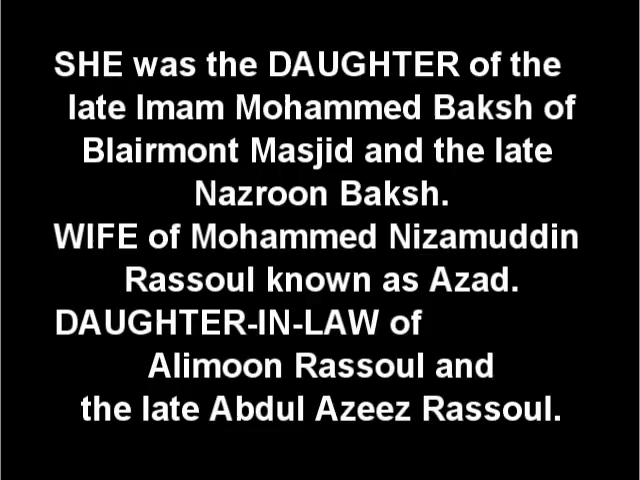 SHE was the DAUGHTER of the
late Imam Mohammed Baksh of
Blairmont Masjid and the late
Nazroon Baksh.
WIFE of Mohammed Nizamuddin
Rassoul known as Azad.
DAUGHTER-IN-LAW of
Alimoon Rassoul and
the late Abdul Azeez Rassoul.